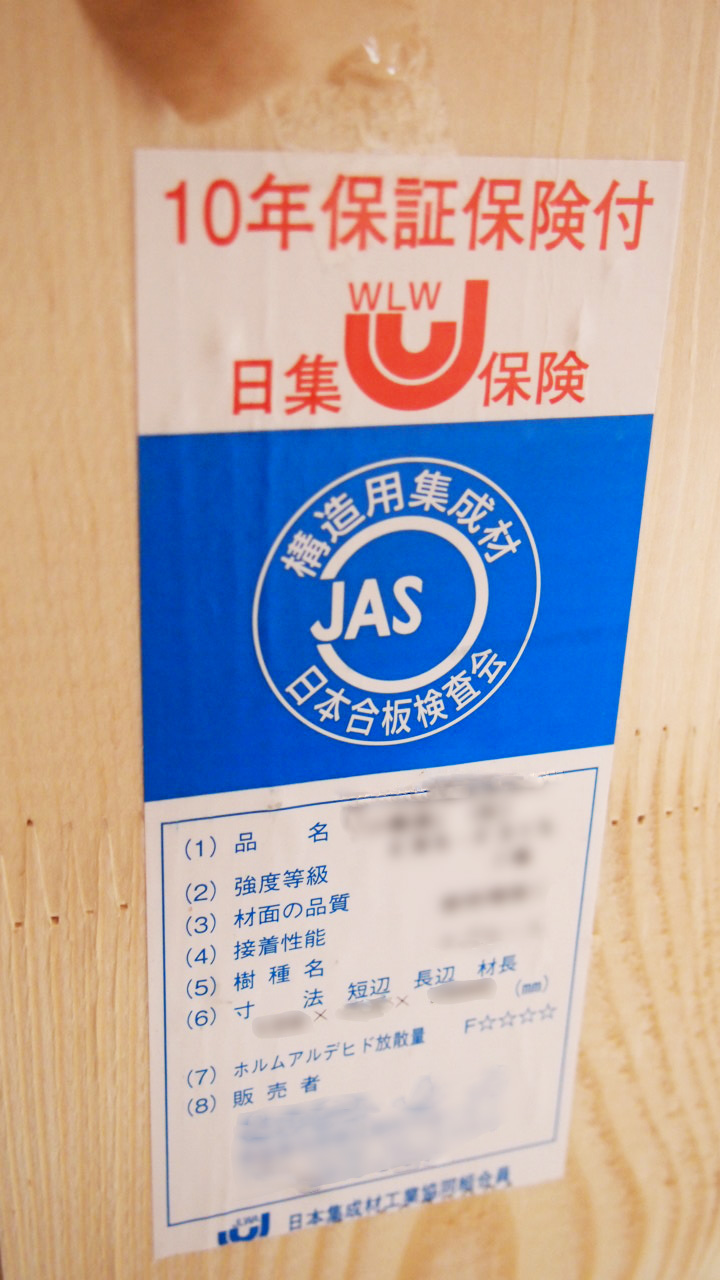 10年保証保険付
WLW
日集 保険
構造用集成材
JAS
日本合板検査会
(1) 品 名
(2) 強度等級
(3) 材面の品質
(4) 接着性能
(5) 樹種名
(6) 寸 法 短辺 長辺 材長
× × (mm)
(7) ホルムアルデヒド放散量 F☆☆☆☆
(8) 販売者
日本集成材工業協同組合員